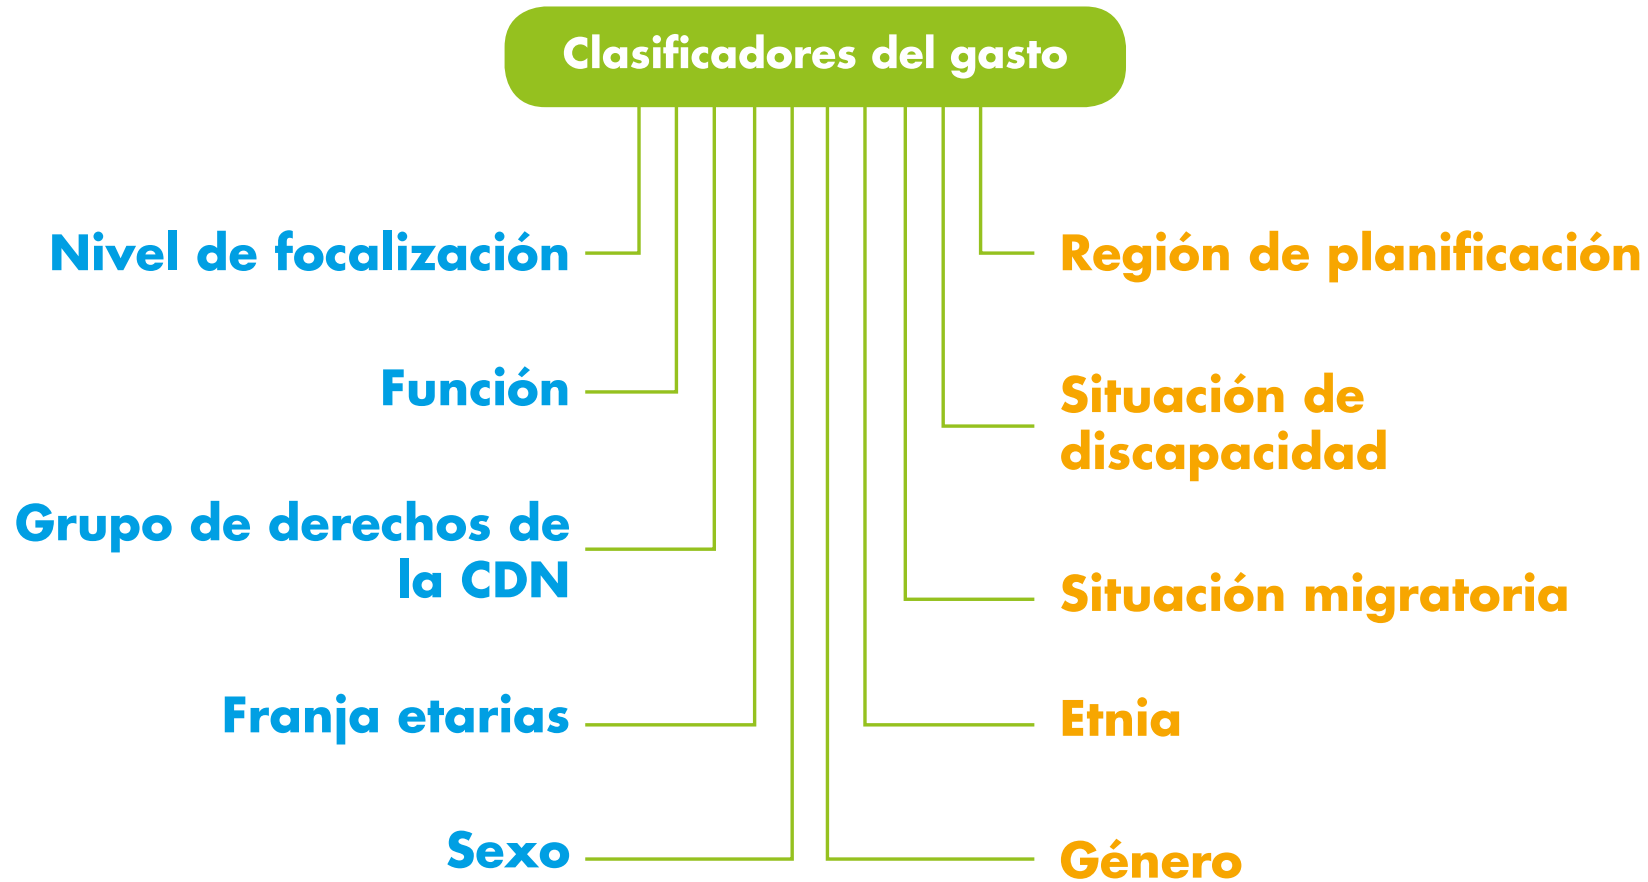 Clasificadores del gasto
Nivel de focalización
Función
Grupo de derechos de
la CDN
Franja etarias
Sexo
Región de planificación
Situación de
discapacidad
Situación migratoria
Etnia
Género